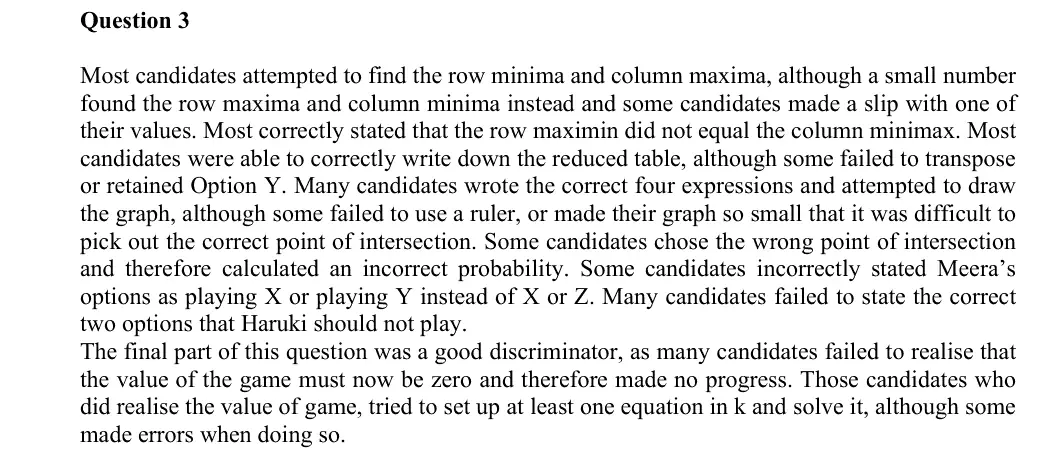 Question 3
Most candidates attempted to find the row minima and column maxima, although a small number
found the row maxima and column minima instead and some candidates made a slip with one of
their values. Most correctly stated that the row maximin did not equal the column minimax. Most
candidates were able to correctly write down the reduced table, although some failed to transpose
or retained Option Y. Many candidates wrote the correct four expressions and attempted to draw
the graph, although some failed to use a ruler, or made their graph so small that it was difficult to
pick out the correct point of intersection. Some candidates chose the wrong point of intersection
and therefore calculated an incorrect probability. Some candidates incorrectly stated Meera’s
options as playing X or playing Y instead of X or Z. Many candidates failed to state the correct
two options that Haruki should not play.
The final part of this question was a good discriminator, as many candidates failed to realise that
the value of the game must now be zero and therefore made no progress. Those candidates who
did realise the value of game, tried to set up at least one equation in k and solve it, although some
made errors when doing so.